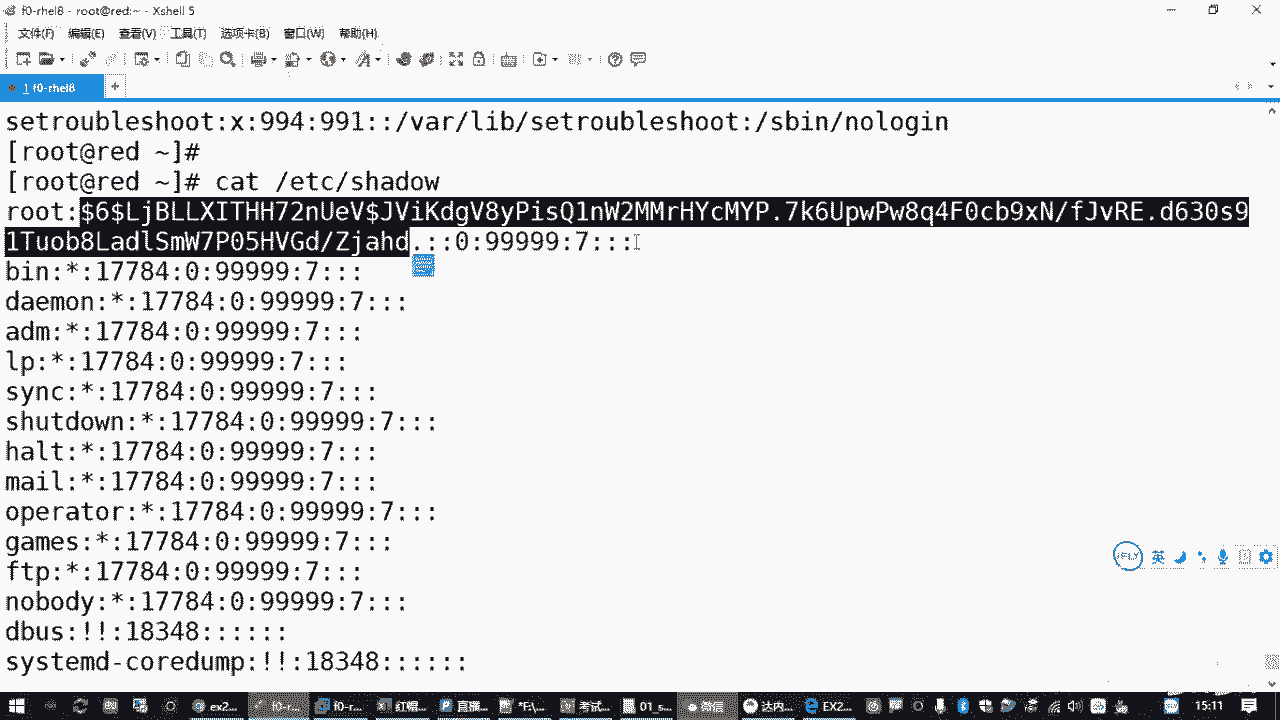 f0-rhel8 - root@red:~ - Xshell 5
文件(F) 编辑(E) 查看(V) 工具(T) 选项卡(B) 窗口(W) 帮助(H)
1 f0-rhel8
setroubleshoot:x:994:991::/var/lib/setroubleshoot:/sbin/nologin
[root@red ~]#
[root@red ~]# cat /etc/shadow
root:$6$LjBLLXITHH72nUeV$JViKdgV8yPisQ1nW2MMrHYcMYP.7k6UpwPw8q4F0cb9xN/fJvRE.d630s9
1Tuob8LadlSmW7P05HVGd/Zjahd.::0:99999:7:::
bin:*:17784:0:99999:7:::
daemon:*:17784:0:99999:7:::
adm:*:17784:0:99999:7:::
lp:*:17784:0:99999:7:::
sync:*:17784:0:99999:7:::
shutdown:*:17784:0:99999:7:::
halt:*:17784:0:99999:7:::
mail:*:17784:0:99999:7:::
operator:*:17784:0:99999:7:::
games:*:17784:0:99999:7:::
ftp:*:17784:0:99999:7:::
nobody:*:17784:0:99999:7:::
dbus:!!:18348::::::
systemd-coredump:!!:18348::::::
iFLY 英
ex2... f0-r... f0-r... 红帽... 直播... *F:\... 考试... 01_s... 微信 达内... EX2... 15:11